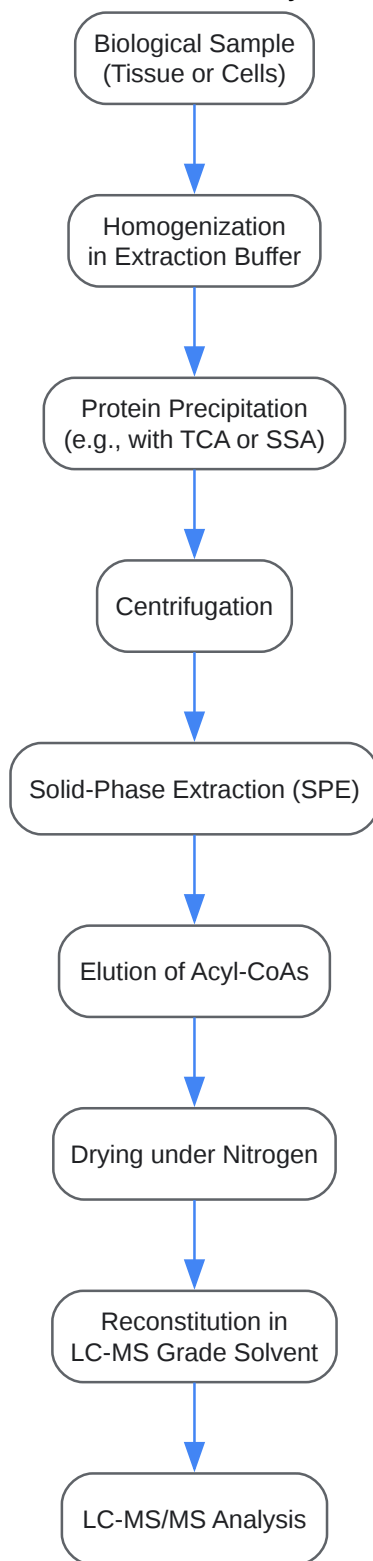 Biological Sample
(Tissue or Cells)
Homogenization
in Extraction Buffer
Protein Precipitation
(e.g., with TCA or SSA)
Centrifugation
Solid-Phase Extraction (SPE)
Elution of Acyl-CoAs
Drying under Nitrogen
Reconstitution in
LC-MS Grade Solvent
LC-MS/MS Analysis